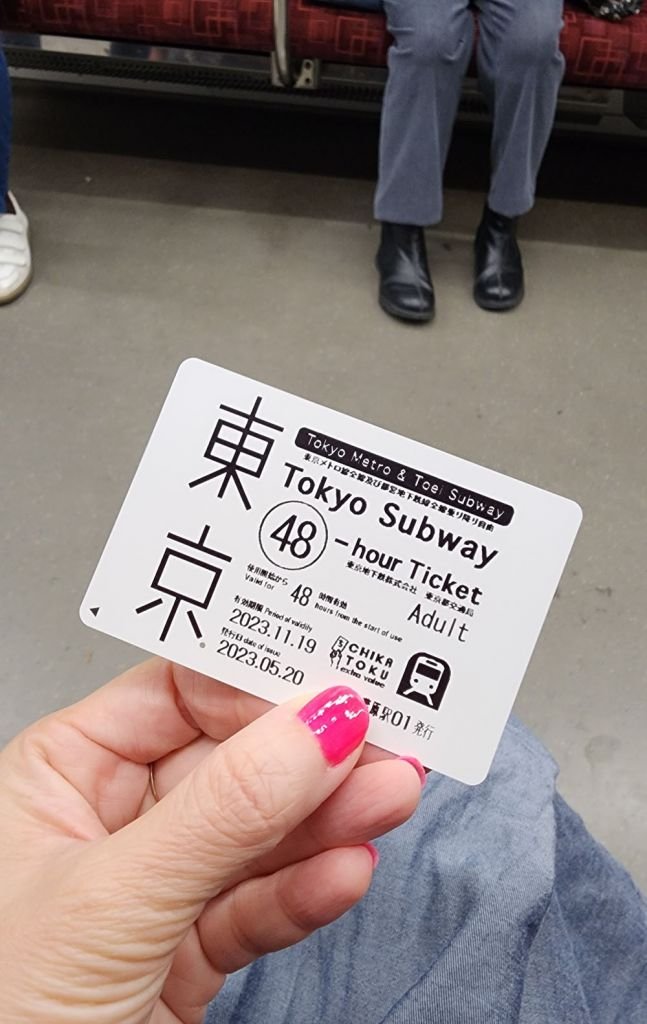 東京
Tokyo Metro & Toei Subway
東京メトロ線全線及び都営地下鉄線全線乗り降り自由
Tokyo Subway
48-hour Ticket
東京地下鉄株式会社 東京都交通局
使用開始から 48 時間有効
Valid for hours from the start of use
Adult
有効期限 Period of validity
2023.11.19
発行日 date of issue
2023.05.20
CHIKA
TOKU
extra value
原駅01発行